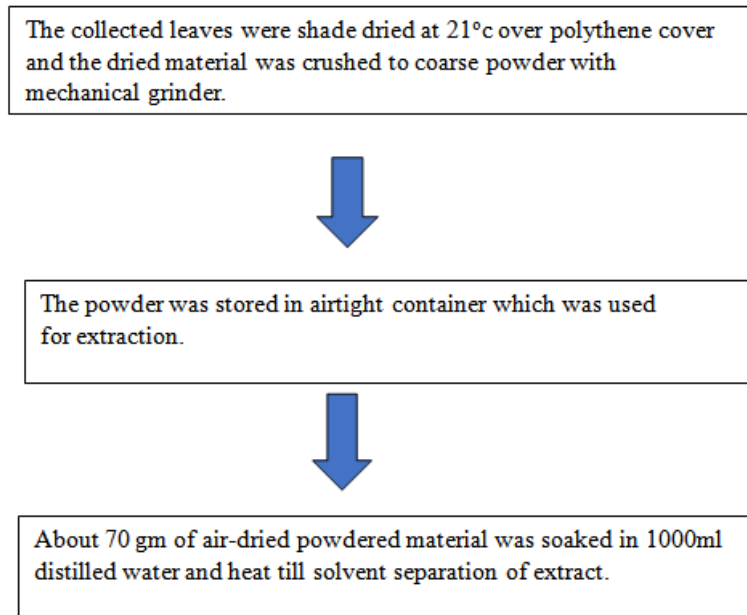 The collected leaves were shade dried at 21°c over polythene cover
and the dried material was crushed to coarse powder with
mechanical grinder.
The powder was stored in airtight container which was used
for extraction.
About 70 gm of air-dried powdered material was soaked in 1000ml
distilled water and heat till solvent separation of extract.